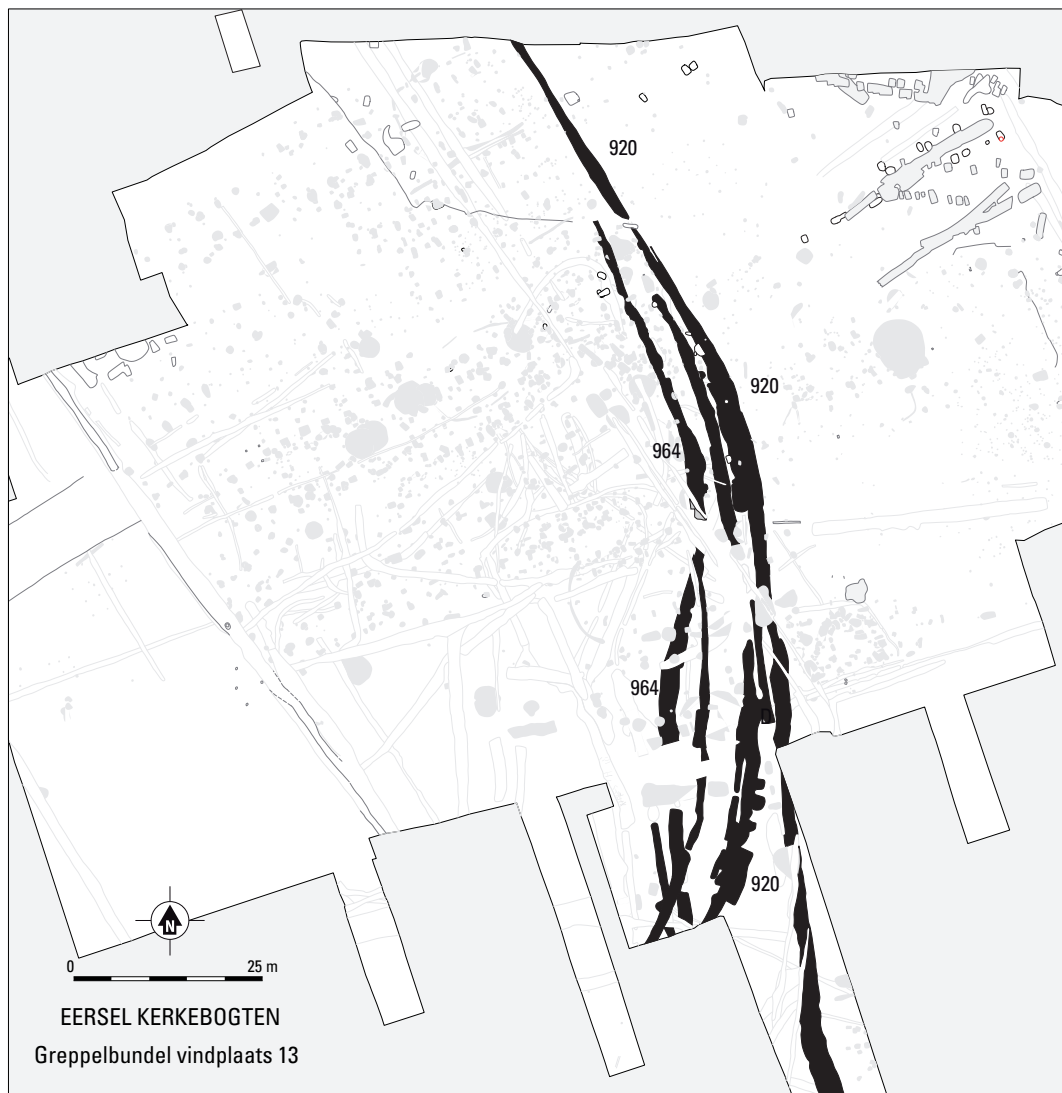 920
920
964
964
D
920
N
0 25 m
EERSEL KERKEBOGTEN
Greppelbundel vindplaats 13